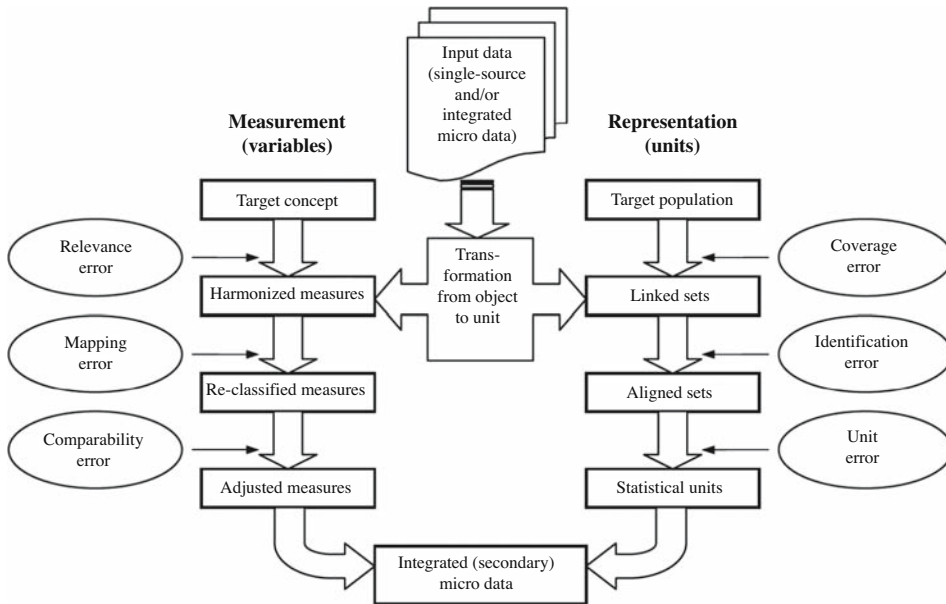 Input data
(single-source
and/or
integrated
micro data)
Measurement
(variables)
Representation
(units)
Target concept
Target population
Relevance
error
Trans-
formation
from object
to unit
Coverage
error
Harmonized measures
Linked sets
Mapping
error
Identification
error
Re-classified measures
Aligned sets
Comparability
error
Unit
error
Adjusted measures
Statistical units
Integrated (secondary)
micro data